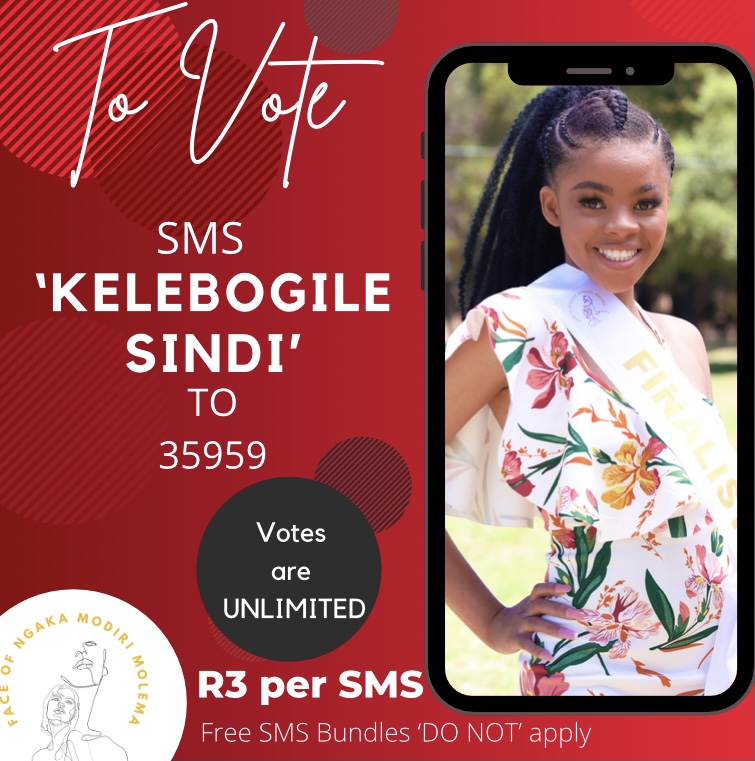 To Vote
SMS
‘KELEBOGILE
SINDI’
TO
35959
Votes
are
UNLIMITED
R3 per SMS
Free SMS Bundles ‘DO NOT’ apply
FACE OF NGAKA MODIRI MOLEMA
FINALIS